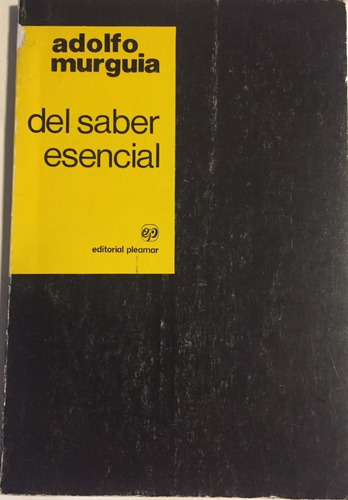 adolfo
murguia
del saber
esencial
ep
editorial pleamar